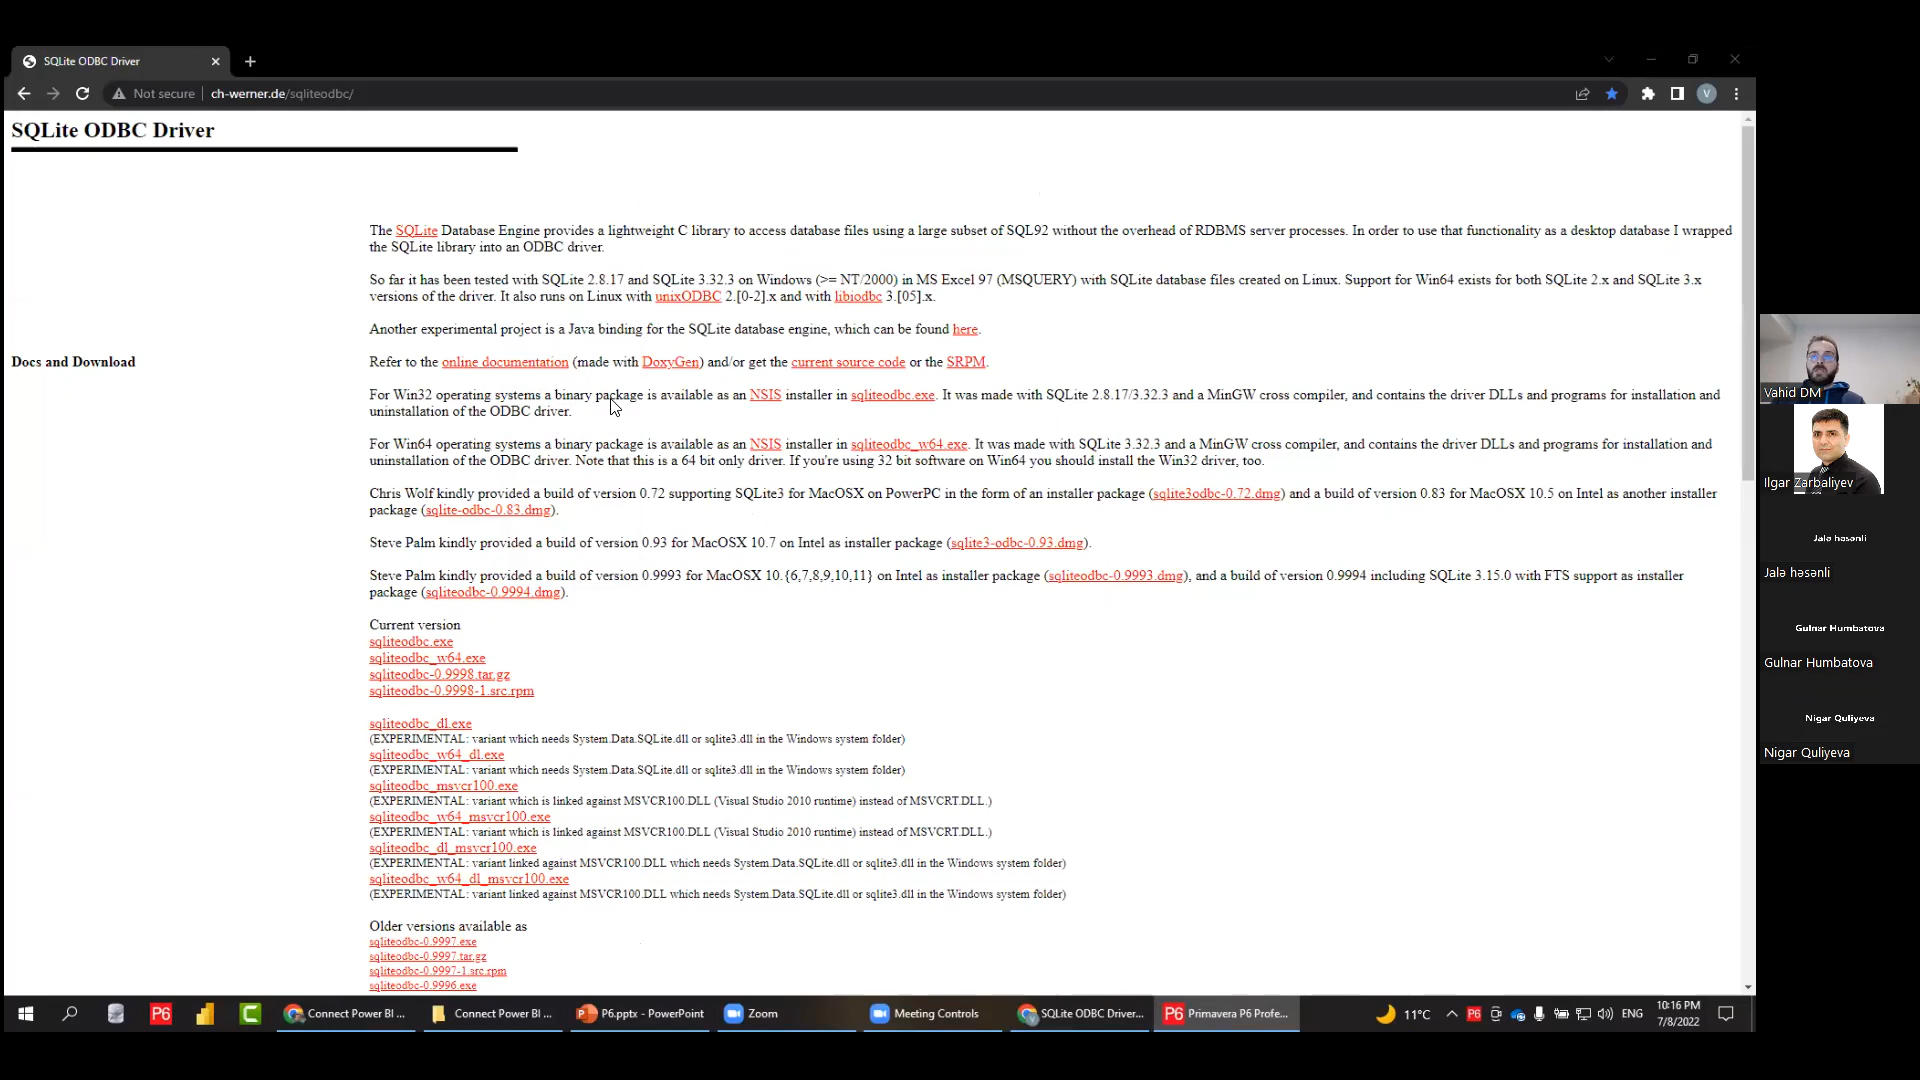 SQLite ODBC Driver
Not secure
ch-werner.de/sqliteodbc/
V
SQLite ODBC Driver
The SQLite Database Engine provides a lightweight C library to access database files using a large subset of SQL92 without the overhead of RDBMS server processes. In order to use that functionality as a desktop database I wrapped
the SQLite library into an ODBC driver.
So far it has been tested with SQLite 2.8.17 and SQLite 3.32.3 on Windows (>= NT/2000) in MS Excel 97 (MSQUERY) with SQLite database files created on Linux. Support for Win64 exists for both SQLite 2.x and SQLite 3.x
versions of the driver. It also runs on Linux with unixODBC 2.[0-2].x and with libiodbc 3.[05].x.
Another experimental project is a Java binding for the SQLite database engine, which can be found here.
Docs and Download
Refer to the online documentation (made with DoxyGen) and/or get the current source code or the SRPM.
For Win32 operating systems a binary package is available as an NSIS installer in sqliteodbc.exe. It was made with SQLite 2.8.17/3.32.3 and a MinGW cross compiler, and contains the driver DLLs and programs for installation and
uninstallation of the ODBC driver.
For Win64 operating systems a binary package is available as an NSIS installer in sqliteodbc_w64.exe. It was made with SQLite 3.32.3 and a MinGW cross compiler, and contains the driver DLLs and programs for installation and
uninstallation of the ODBC driver. Note that this is a 64 bit only driver. If you're using 32 bit software on Win64 you should install the Win32 driver, too.
Chris Wolf kindly provided a build of version 0.72 supporting SQLite3 for MacOSX on PowerPC in the form of an installer package (sqlite3odbc-0.72.dmg) and a build of version 0.83 for MacOSX 10.5 on Intel as another installer
package (sqlite-odbc-0.83.dmg).
Steve Palm kindly provided a build of version 0.93 for MacOSX 10.7 on Intel as installer package (sqlite3-odbc-0.93.dmg).
Steve Palm kindly provided a build of version 0.9993 for MacOSX 10.{6,7,8,9,10,11} on Intel as installer package (sqliteodbc-0.9993.dmg), and a build of version 0.9994 including SQLite 3.15.0 with FTS support as installer
package (sqliteodbc-0.9994.dmg).
Current version
sqliteodbc.exe
sqliteodbc_w64.exe
sqliteodbc-0.9998.tar.gz
sqliteodbc-0.9998-1.src.rpm
sqliteodbc_dl.exe
(EXPERIMENTAL: variant which needs System.Data.SQLite.dll or sqlite3.dll in the Windows system folder)
sqliteodbc_w64_dl.exe
(EXPERIMENTAL: variant which needs System.Data.SQLite.dll or sqlite3.dll in the Windows system folder)
sqliteodbc_msvcr100.exe
(EXPERIMENTAL: variant which is linked against MSVCR100.DLL (Visual Studio 2010 runtime) instead of MSVCRT.DLL.)
sqliteodbc_w64_msvcr100.exe
(EXPERIMENTAL: variant which is linked against MSVCR100.DLL (Visual Studio 2010 runtime) instead of MSVCRT.DLL.)
sqliteodbc_dl_msvcr100.exe
(EXPERIMENTAL: variant linked against MSVCR100.DLL which needs System.Data.SQLite.dll or sqlite3.dll in the Windows system folder)
sqliteodbc_w64_dl_msvcr100.exe
(EXPERIMENTAL: variant linked against MSVCR100.DLL which needs System.Data.SQLite.dll or sqlite3.dll in the Windows system folder)
Older versions available as
sqliteodbc-0.9997.exe
sqliteodbc-0.9997.tar.gz
sqliteodbc-0.9997-1.src.rpm
sqliteodbc-0.9996.exe
Vahid DM
Ilgar Zarbaliyev
Jalə həsənli
Jalə həsənli
Gulnar Humbatova
Gulnar Humbatova
Nigar Quliyeva
Nigar Quliyeva
P6
C
Connect Power BI ...
Connect Power BI ...
P6.pptx - PowerPoint
Zoom
Meeting Controls
SQLite ODBC Driver...
P6 Primavera P6 Profe...
11°C
P6
ENG
10:16 PM
7/8/2022